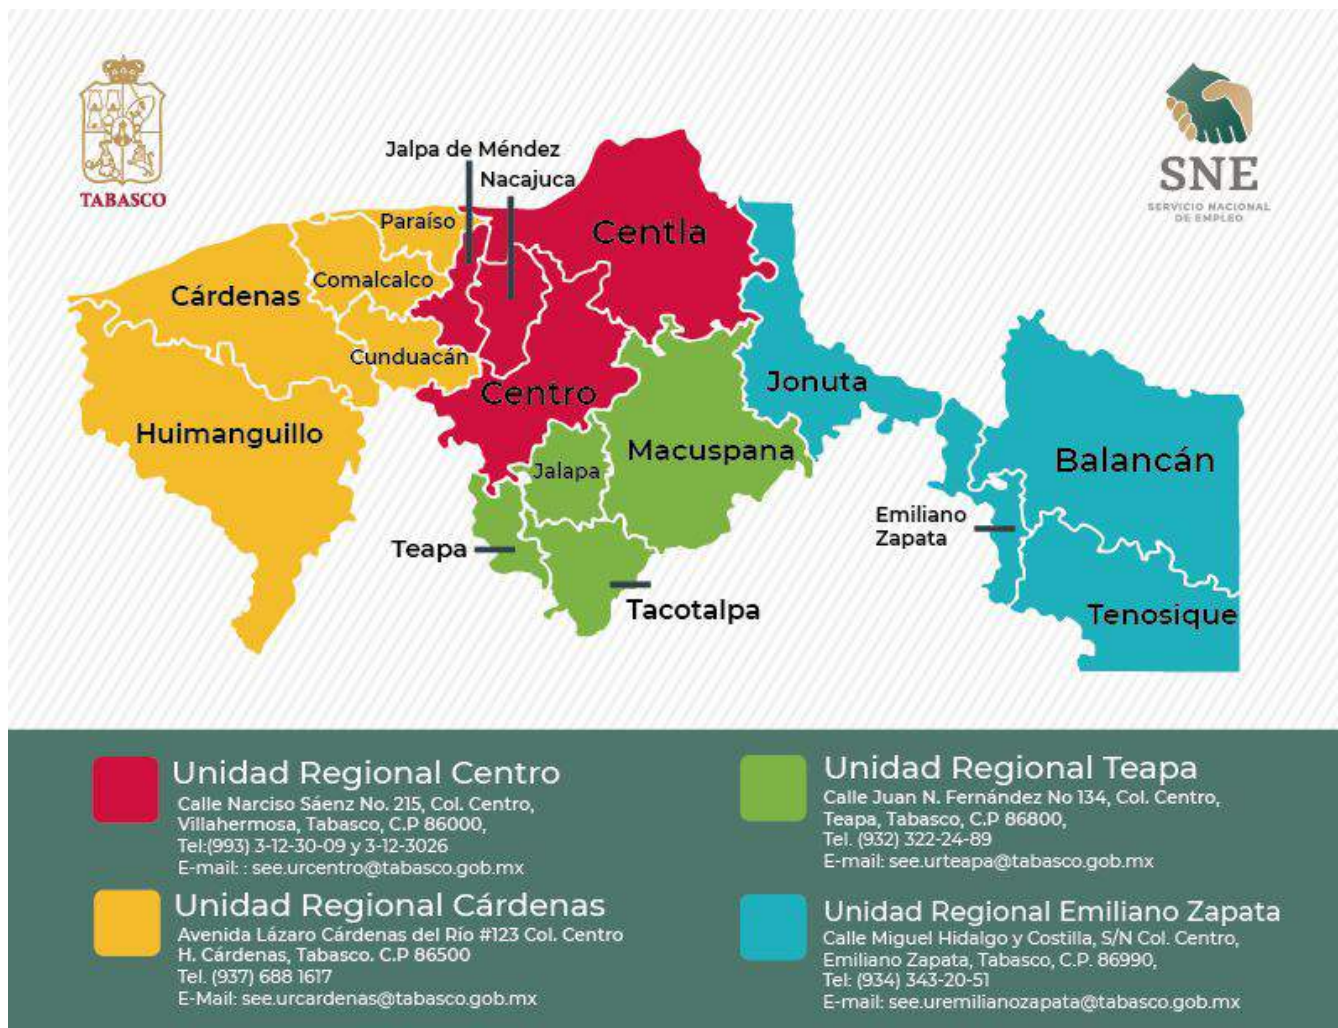 TABASCO
SNE
SERVICIO NACIONAL
DE EMPLEO
Jalpa de Méndez
Nacajuca
Paraíso
Centla
Comalcalco
Cárdenas
Cunduacán
Centro
Jonuta
Huimanguillo
Macuspana
Jalapa
Balancán
Emiliano
Zapata
Teapa
Tacotalpa
Tenosique
Unidad Regional Centro
Calle Narciso Sáenz No. 215, Col. Centro,
Villahermosa, Tabasco, C.P 86000,
Tel:(993) 3-12-30-09 y 3-12-3026
E-mail: : see.urcentro@tabasco.gob.mx
Unidad Regional Cárdenas
Avenida Lázaro Cárdenas del Río #123 Col. Centro
H. Cárdenas, Tabasco. C.P 86500
Tel. (937) 688 1617
E-Mail: see.urcardenas@tabasco.gob.mx
Unidad Regional Teapa
Calle Juan N. Fernández No 134, Col. Centro,
Teapa, Tabasco, C.P 86800,
Tel. (932) 322-24-89
E-mail: see.urteapa@tabasco.gob.mx
Unidad Regional Emiliano Zapata
Calle Miguel Hidalgo y Costilla, S/N Col. Centro,
Emiliano Zapata, Tabasco, C.P. 86990,
Tel: (934) 343-20-51
E-mail: see.uremilianozapata@tabasco.gob.mx